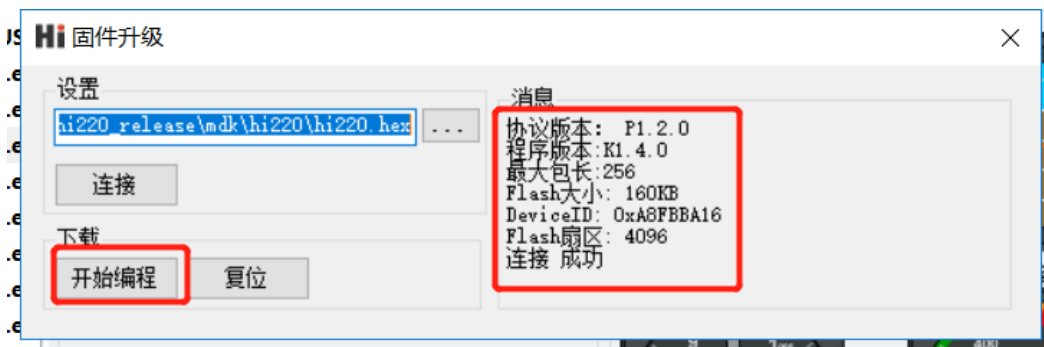 Hi 固件升级
设置
hi220_release\mdk\hi220\hi220.hex
...
连接
下载
开始编程
复位
消息
协议版本: P1.2.0
程序版本:K1.4.0
最大包长:256
Flash大小: 160KB
DeviceID: 0xA8FBBA16
Flash扇区: 4096
连接 成功
400